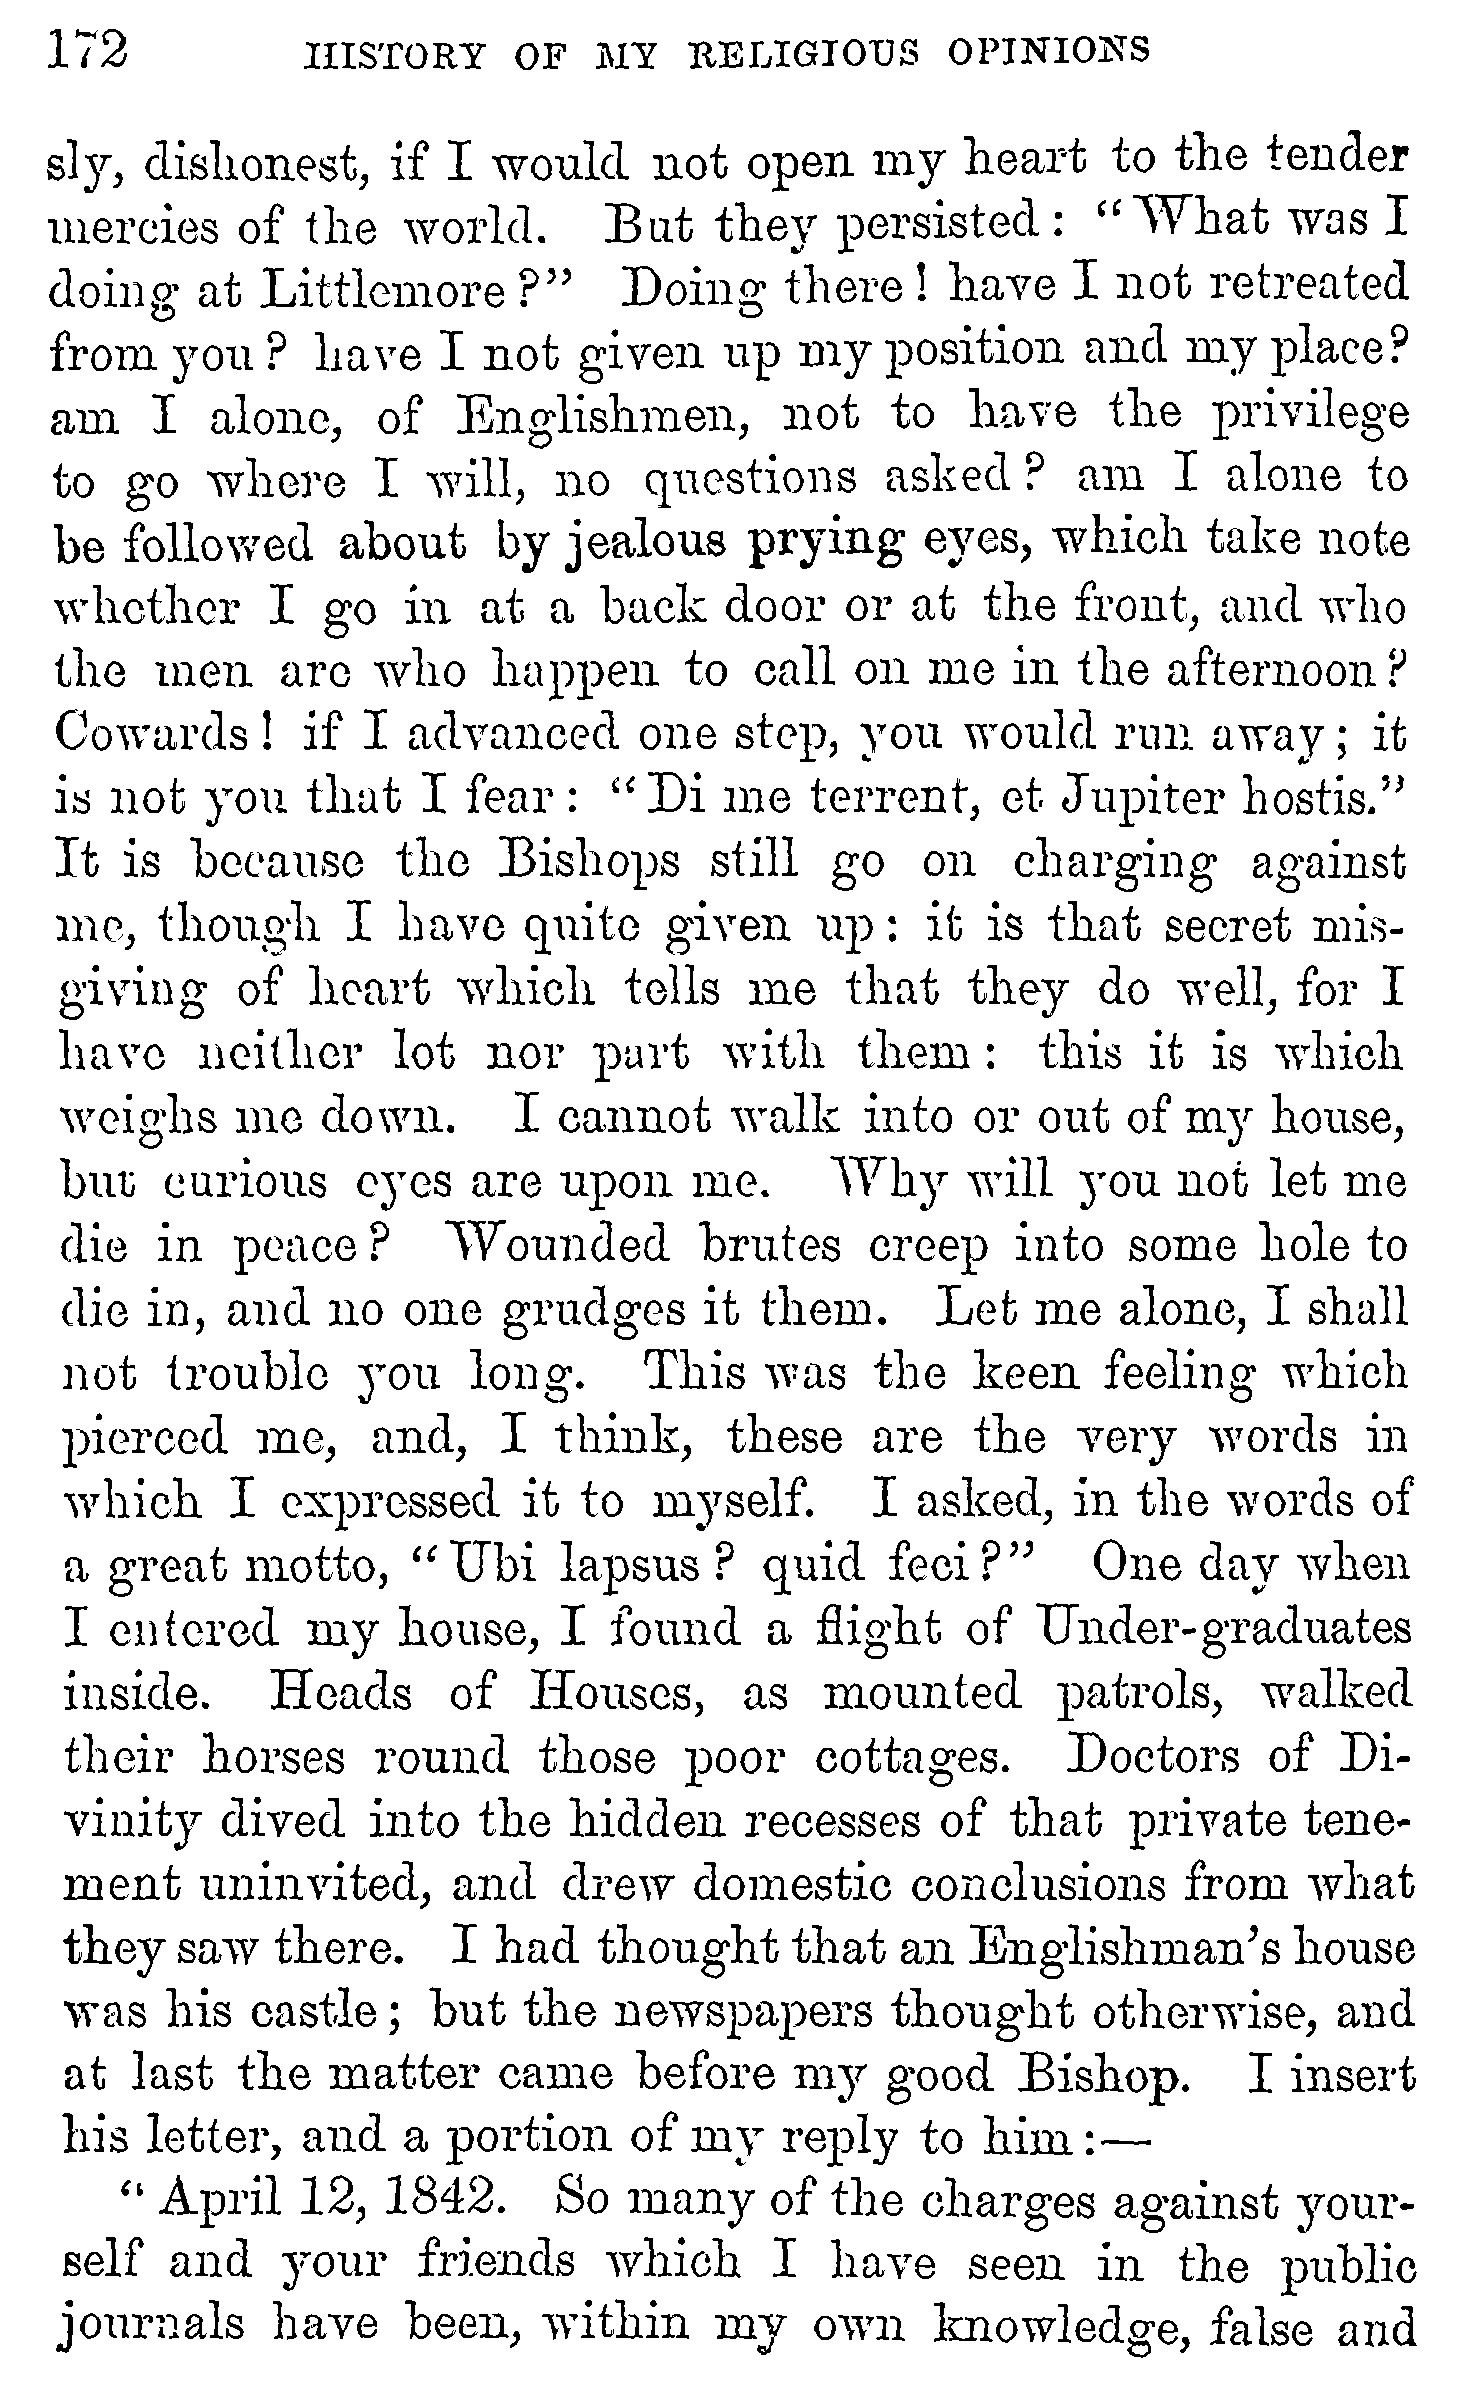 172 HISTORY OF MY RELIGIOUS OPINIONS
sly, dishonest, if I would not open my heart to the tender
mercies of the world. But they persisted: "What was I
doing at Littlemore?" Doing there! have I not retreated
from you? have I not given up my position and my place?
am I alone, of Englishmen, not to have the privilege
to go where I will, no questions asked? am I alone to
be followed about by jealous prying eyes, which take note
whether I go in at a back door or at the front, and who
the men are who happen to call on me in the afternoon?
Cowards! if I advanced one step, you would run away; it
is not you that I fear: "Di me terrent, et Jupiter hostis."
It is because the Bishops still go on charging against
me, though I have quite given up: it is that secret mis-
giving of heart which tells me that they do well, for I
have neither lot nor part with them: this it is which
weighs me down. I cannot walk into or out of my house,
but curious eyes are upon me. Why will you not let me
die in peace? Wounded brutes creep into some hole to
die in, and no one grudges it them. Let me alone, I shall
not trouble you long. This was the keen feeling which
pierced me, and, I think, these are the very words in
which I expressed it to myself. I asked, in the words of
a great motto, "Ubi lapsus? quid feci?" One day when
I entered my house, I found a flight of Under-graduates
inside. Heads of Houses, as mounted patrols, walked
their horses round those poor cottages. Doctors of Di-
vinity dived into the hidden recesses of that private tene-
ment uninvited, and drew domestic conclusions from what
they saw there. I had thought that an Englishman's house
was his castle; but the newspapers thought otherwise, and
at last the matter came before my good Bishop. I insert
his letter, and a portion of my reply to him:—
"April 12, 1842. So many of the charges against your-
self and your friends which I have seen in the public
journals have been, within my own knowledge, false and